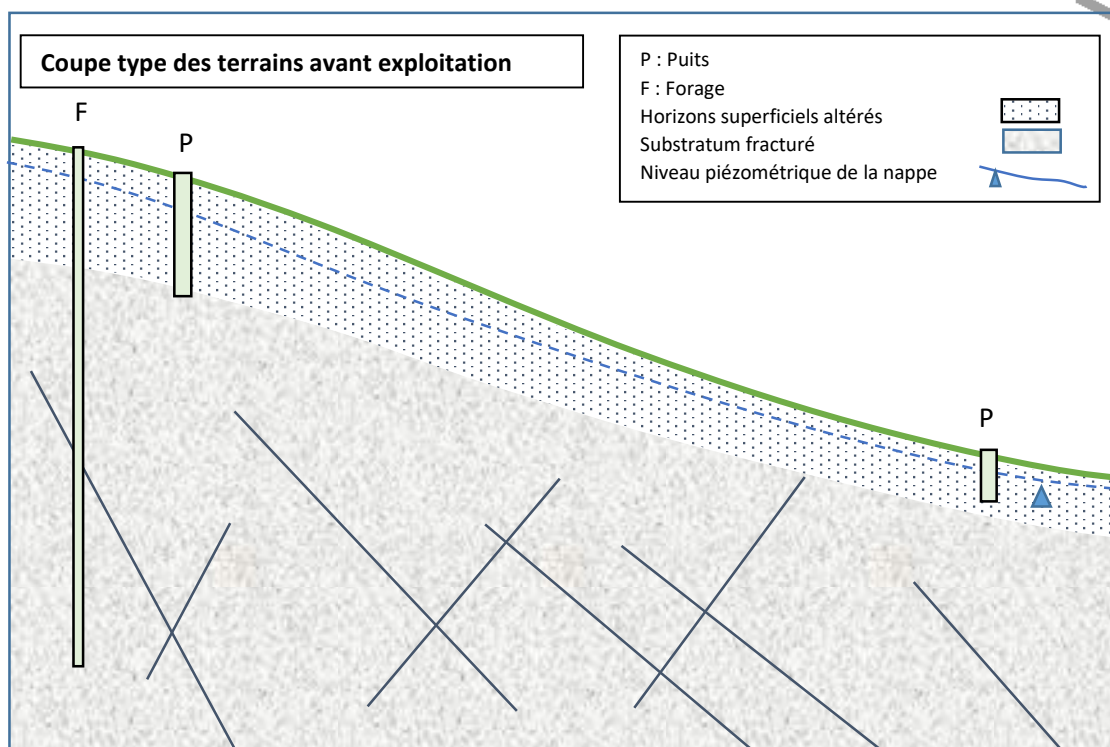 Coupe type des terrains avant exploitation
P : Puits
F : Forage
Horizons superficiels altérés
Substratum fracturé
Niveau piézométrique de la nappe
F
P
P